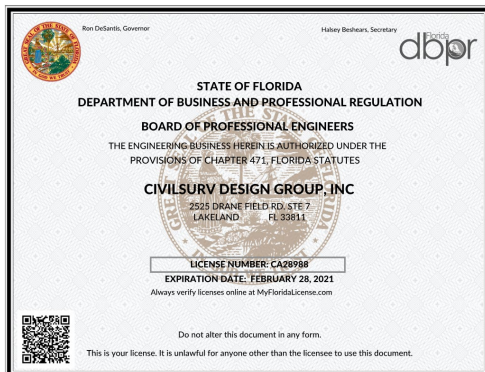 Ron DeSantis, Governor
Halsey Beshears, Secretary
Florida
dbpr
STATE OF FLORIDA
DEPARTMENT OF BUSINESS AND PROFESSIONAL REGULATION
BOARD OF PROFESSIONAL ENGINEERS
THE ENGINEERING BUSINESS HEREIN IS AUTHORIZED UNDER THE
PROVISIONS OF CHAPTER 471, FLORIDA STATUTES
CIVILSURV DESIGN GROUP, INC
2525 DRANE FIELD RD. STE 7
LAKELAND FL 33811
LICENSE NUMBER: CA28988
EXPIRATION DATE: FEBRUARY 28, 2021
Always verify licenses online at MyFloridaLicense.com
Do not alter this document in any form.
This is your license. It is unlawful for anyone other than the licensee to use this document.